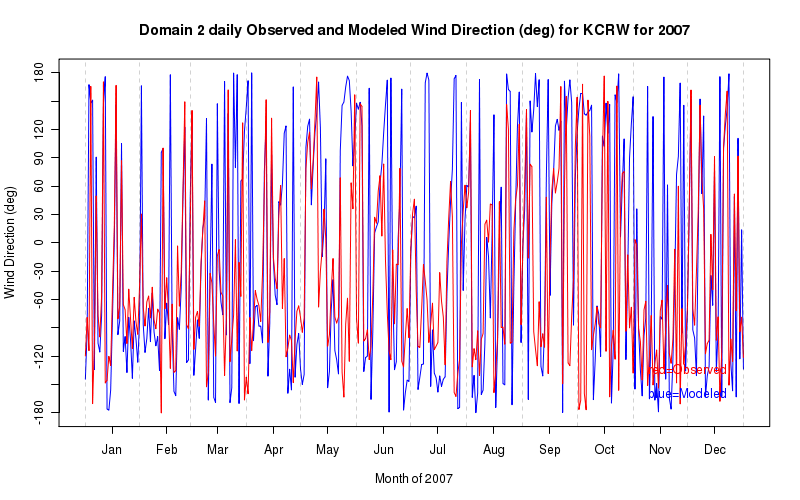 Domain 2 daily Observed and Modeled Wind Direction (deg) for KCRW for 2007
Wind Direction (deg)
180
120
90
60
30
0
-30
-60
-120
-180
red=Observed
blue=Modeled
Jan Feb Mar Apr May Jun Jul Aug Sep Oct Nov Dec
Month of 2007